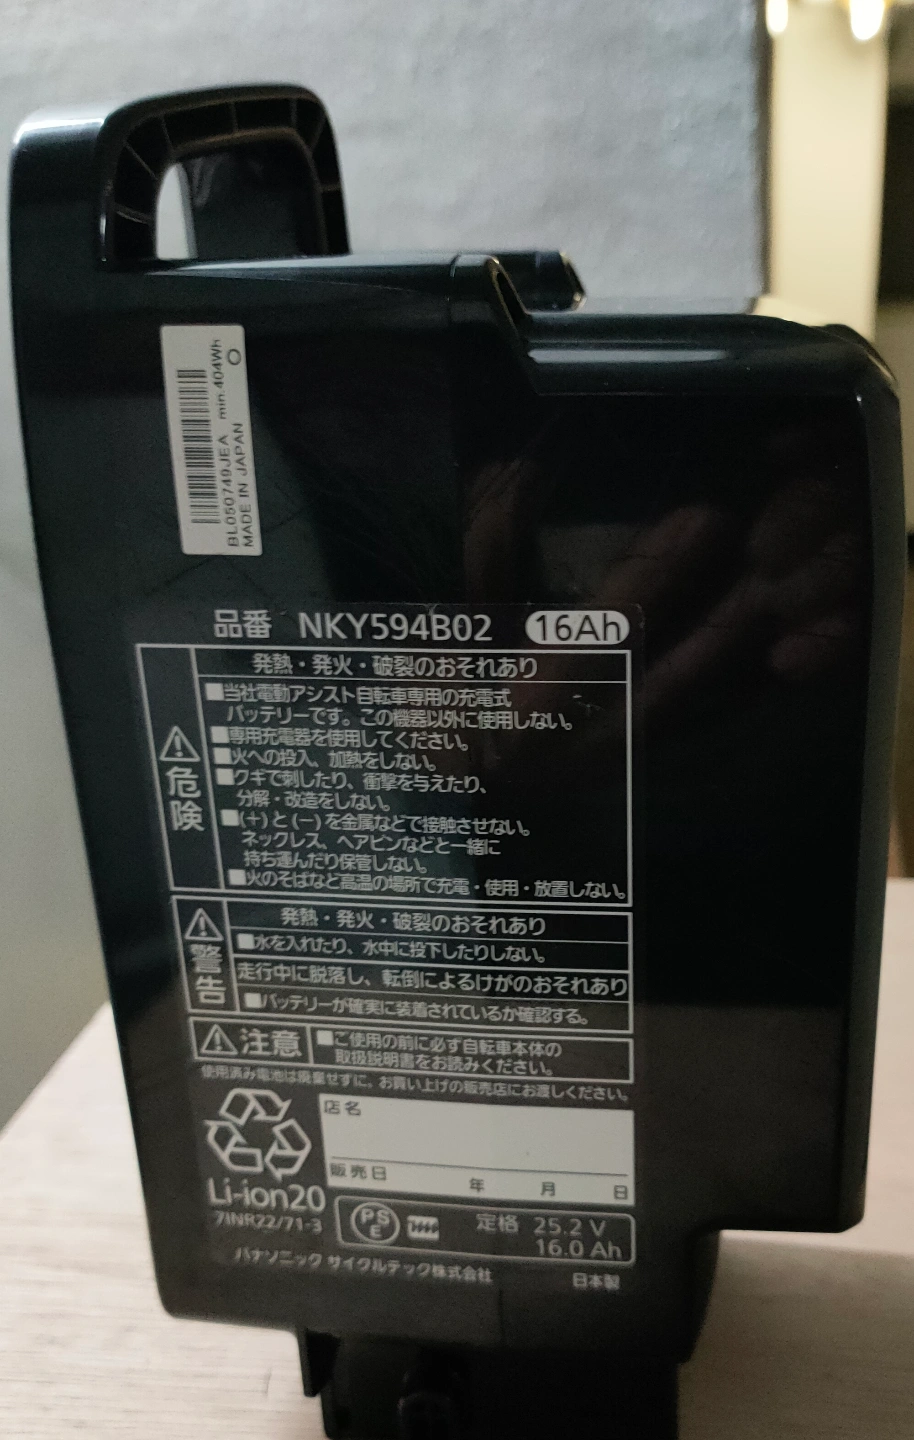 BL050749JEA min.404Wh
MADE IN JAPAN
品番 NKY594B02 16Ah
危険
発熱・発火・破裂のおそれあり
■当社電動アシスト自転車専用の充電式
バッテリーです。この機器以外に使用しない。
■専用充電器を使用してください。
■火への投入、加熱をしない。
■クギで刺したり、衝撃を与えたり、
分解・改造をしない。
■(+)と(−)を金属などで接触させない。
ネックレス、ヘアピンなどと一緒に
持ち運んだり保管しない。
■火のそばなど高温の場所で充電・使用・放置しない。
警告
発熱・発火・破裂のおそれあり
■水を入れたり、水中に投下したりしない。
走行中に脱落し、転倒によるけがのおそれあり
■バッテリーが確実に装着されているか確認する。
注意
■ご使用の前に必ず自転車本体の
取扱説明書をお読みください。
使用済み電池は廃棄せずに、お買い上げの販売店にお渡しください。
店名
販売日 年 月 日
Li-ion20
7INR22/71-3
PSE 定格 25.2 V
16.0 Ah
パナソニック サイクルテック株式会社 日本製